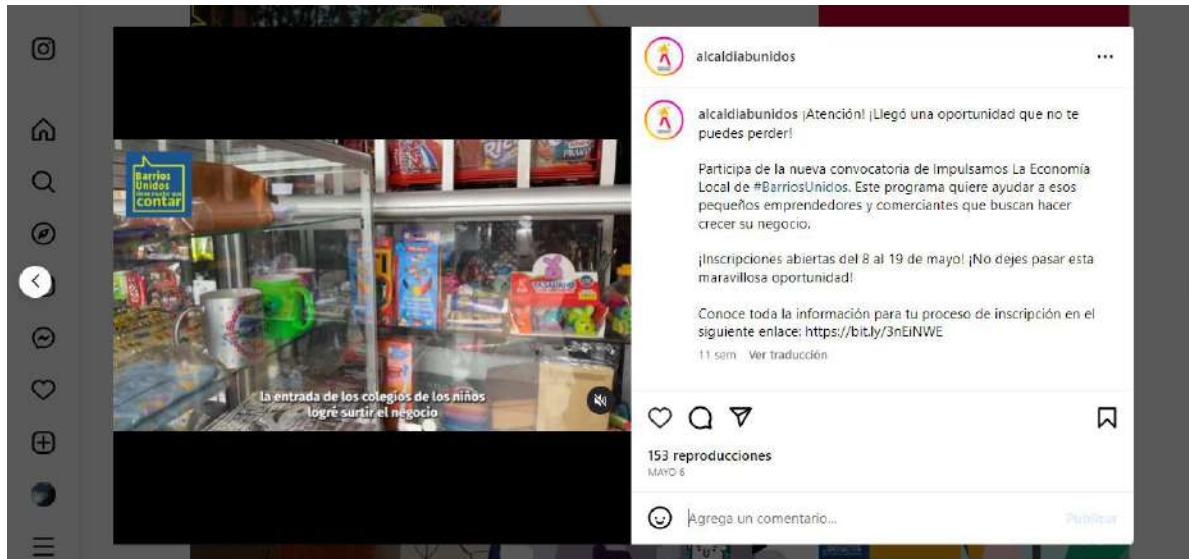 alcaldiabunidos
alcaldiabunidos ¡Atención! ¡Llegó una oportunidad que no te
puedes perder!
Participa de la nueva convocatoria de Impulsamos La Economía
Local de #BarriosUnidos. Este programa quiere ayudar a esos
pequeños emprendedores y comerciantes que buscan hacer
crecer su negocio.
¡Inscripciones abiertas del 8 al 19 de mayo! ¡No dejes pasar esta
maravillosa oportunidad!
Conoce toda la información para tu proceso de inscripción en el
siguiente enlace: https://bit.ly/3nEiNWE
11 sem Ver traducción
153 reproducciones
MAYO 6
Agrega un comentario...
Publicar
Barrios
Unidos
contar
la entrada de los colegios de los niños
logré surtir el negocio